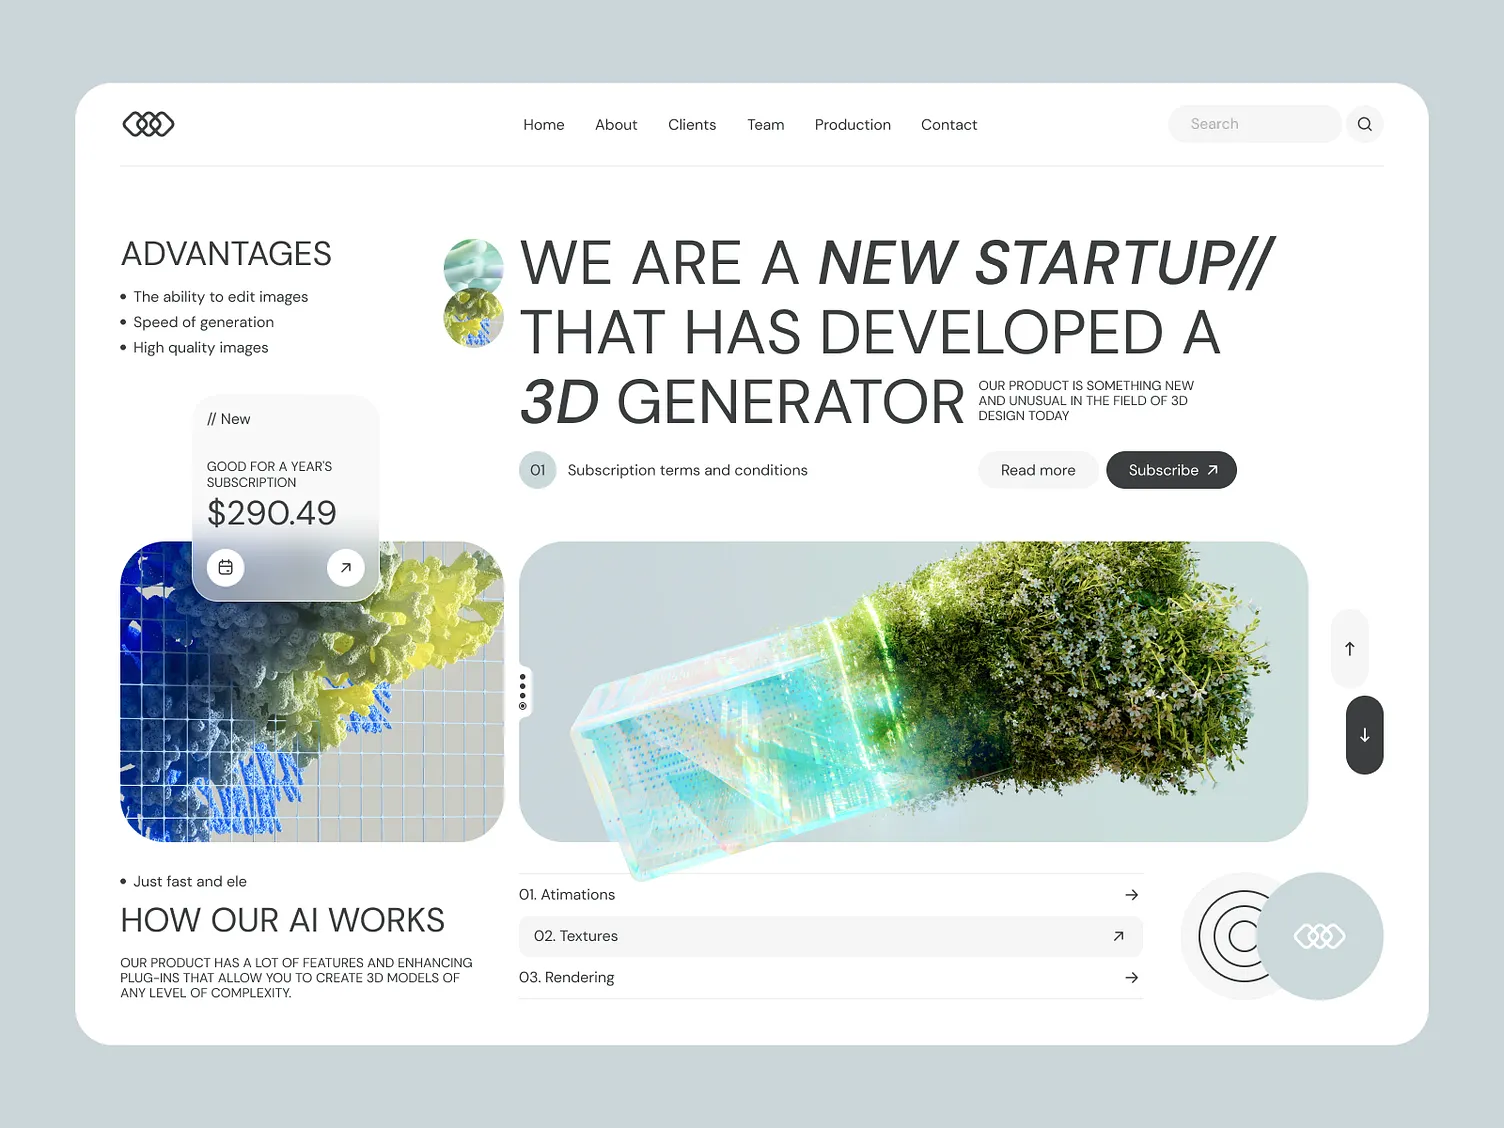 Home
About
Clients
Team
Production
Contact
Search
ADVANTAGES
The ability to edit images
Speed of generation
High quality images
WE ARE A NEW STARTUP//
THAT HAS DEVELOPED A
3D GENERATOR
OUR PRODUCT IS SOMETHING NEW
AND UNUSUAL IN THE FIELD OF 3D
DESIGN TODAY
01
Subscription terms and conditions
Read more
Subscribe
// New
GOOD FOR A YEAR'S
SUBSCRIPTION
$290.49
Just fast and ele
HOW OUR AI WORKS
OUR PRODUCT HAS A LOT OF FEATURES AND ENHANCING
PLUG-INS THAT ALLOW YOU TO CREATE 3D MODELS OF
ANY LEVEL OF COMPLEXITY.
01. Atimations
02. Textures
03. Rendering